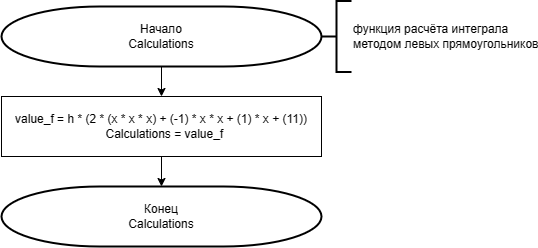 Начало
Calculations
функция расчёта интеграла
методом левых прямоугольников
value_f = h * (2 * (x * x * x) + (-1) * x * x + (1) * x + (11))
Calculations = value_f
Конец
Calculations